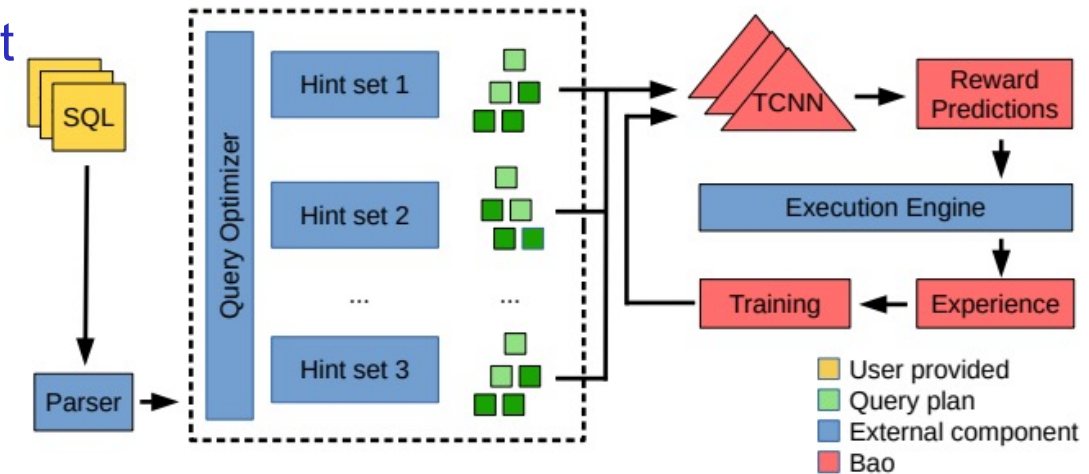 t
SQL
Parser
Query Optimizer
Hint set 1
Hint set 2
...
...
Hint set 3
TCNN
Reward
Predictions
Execution Engine
Training
Experience
User provided
Query plan
External component
Bao